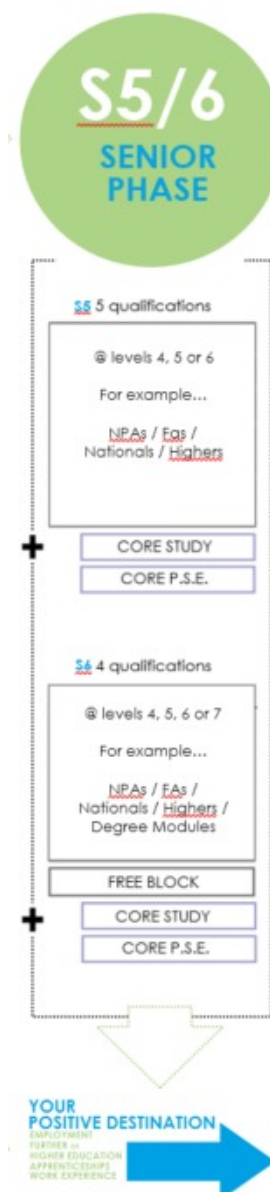 S5/6
SENIOR
PHASE
S5 5 qualifications
@ levels 4, 5 or 6
For example...
NPAs / Fas /
Nationals / Highers
+
CORE STUDY
CORE P.S.E.
S6 4 qualifications
@ levels 4, 5, 6 or 7
For example...
NPAs / FAs /
Nationals / Highers /
Degree Modules
FREE BLOCK
+
CORE STUDY
CORE P.S.E.
YOUR
POSITIVE DESTINATION
EMPLOYMENT
FURTHER or
HIGHER EDUCATION
APPRENTICESHIPS
WORK EXPERIENCE